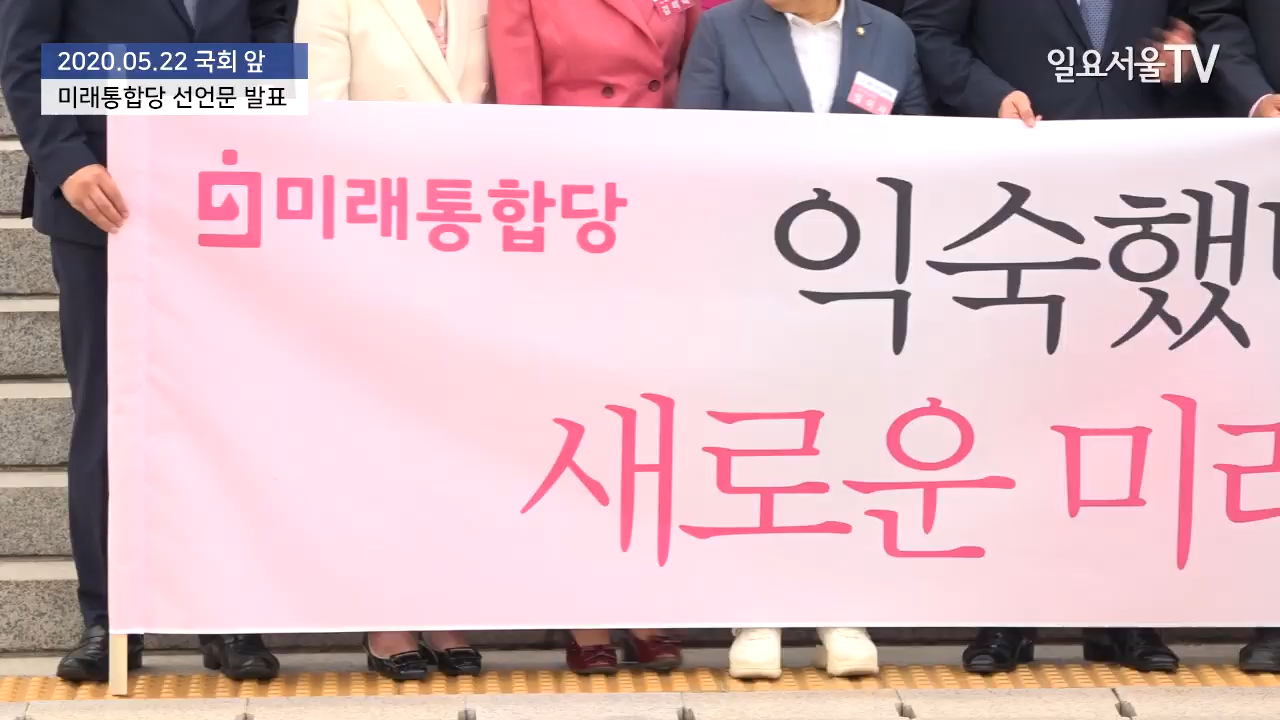 2020.05.22 국회 앞
미래통합당 선언문 발표
일요서울TV
미래통합당
익숙했
새로운 미래